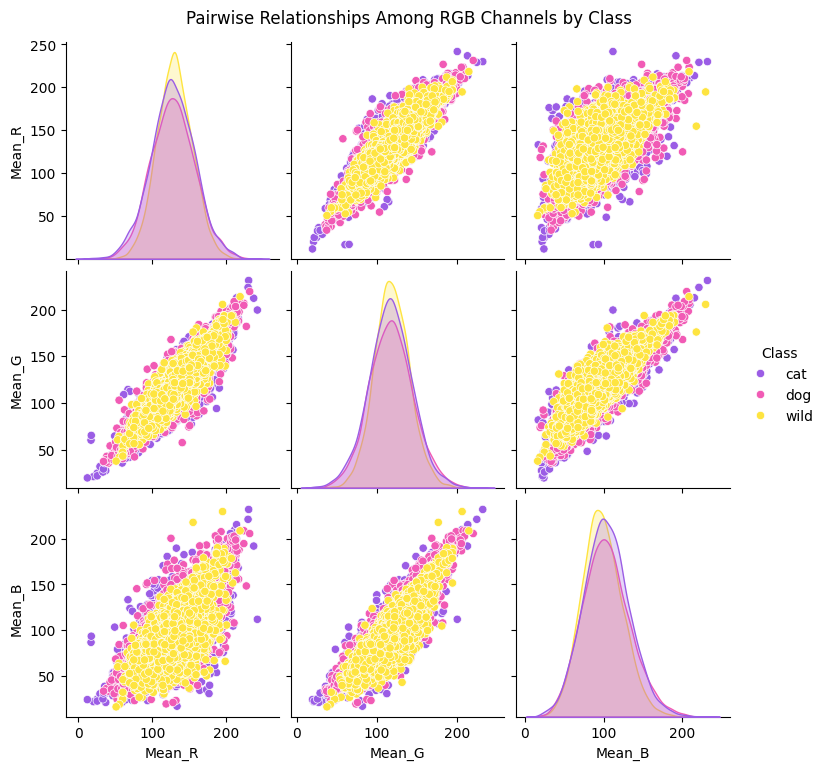 Pairwise Relationships Among RGB Channels by Class
250
200
150
100
50
Mean_R
200
150
100
50
Mean_G
Class
cat
dog
wild
200
150
100
50
Mean_B
0 100 200 0 100 200 0 100 200
Mean_R Mean_G Mean_B